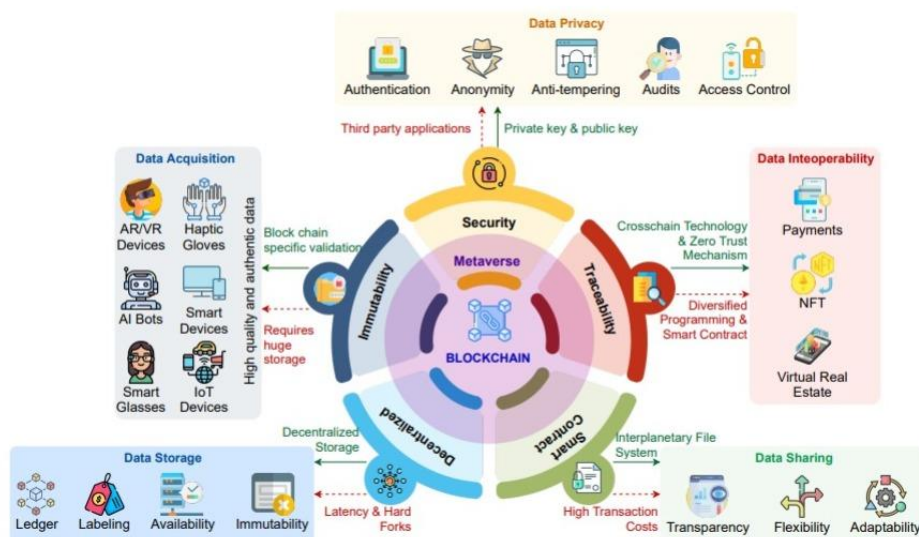 Data Privacy
Authentication
Anonymity
Anti-tempering
Audits
Access Control
Third party applications
Private key & public key
Data Acquisition
AR/VR
Devices
Haptic
Gloves
AI Bots
Smart
Devices
Smart
Glasses
IoT
Devices
High quality and authentic data
Block chain
specific validation
Requires
huge
storage
Security
Immutability
Traceability
Decentralized
Smart
Contract
Metaverse
BLOCKCHAIN
Crosschain Technology
& Zero Trust
Mechanism
Diversified
Programming &
Smart Contract
Data Inteoperability
Payments
NFT
Virtual Real
Estate
Decentralized
Storage
Latency & Hard
Forks
Data Storage
Ledger
Labeling
Availability
Immutability
Interplanetary File
System
High Transaction
Costs
Data Sharing
Transparency
Flexibility
Adaptability